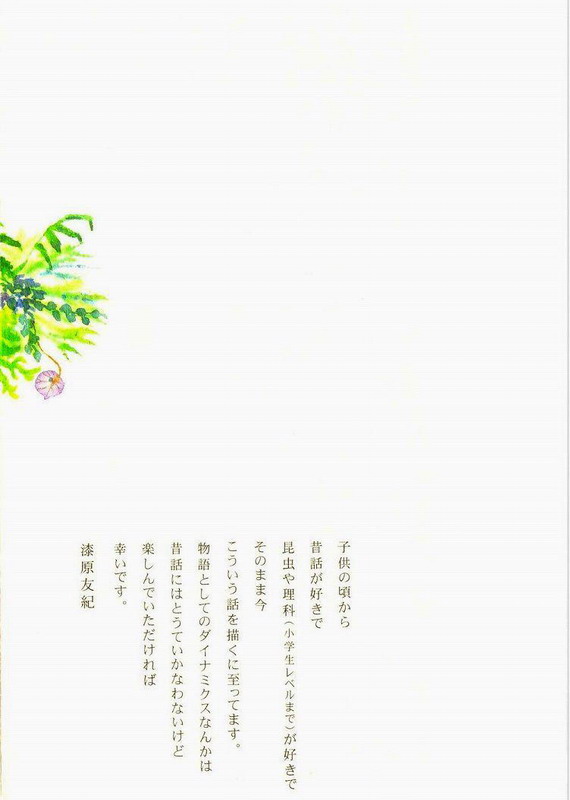 子供の頃から
昔話が好きで
昆虫や理科（小学生レベルまで）が好きで
そのまま今
こういう話を描くに至ってます。
物語としてのダイナミクスなんかは
昔話にはとうていかなわないけど
楽しんでいただければ
幸いです。
漆原友紀